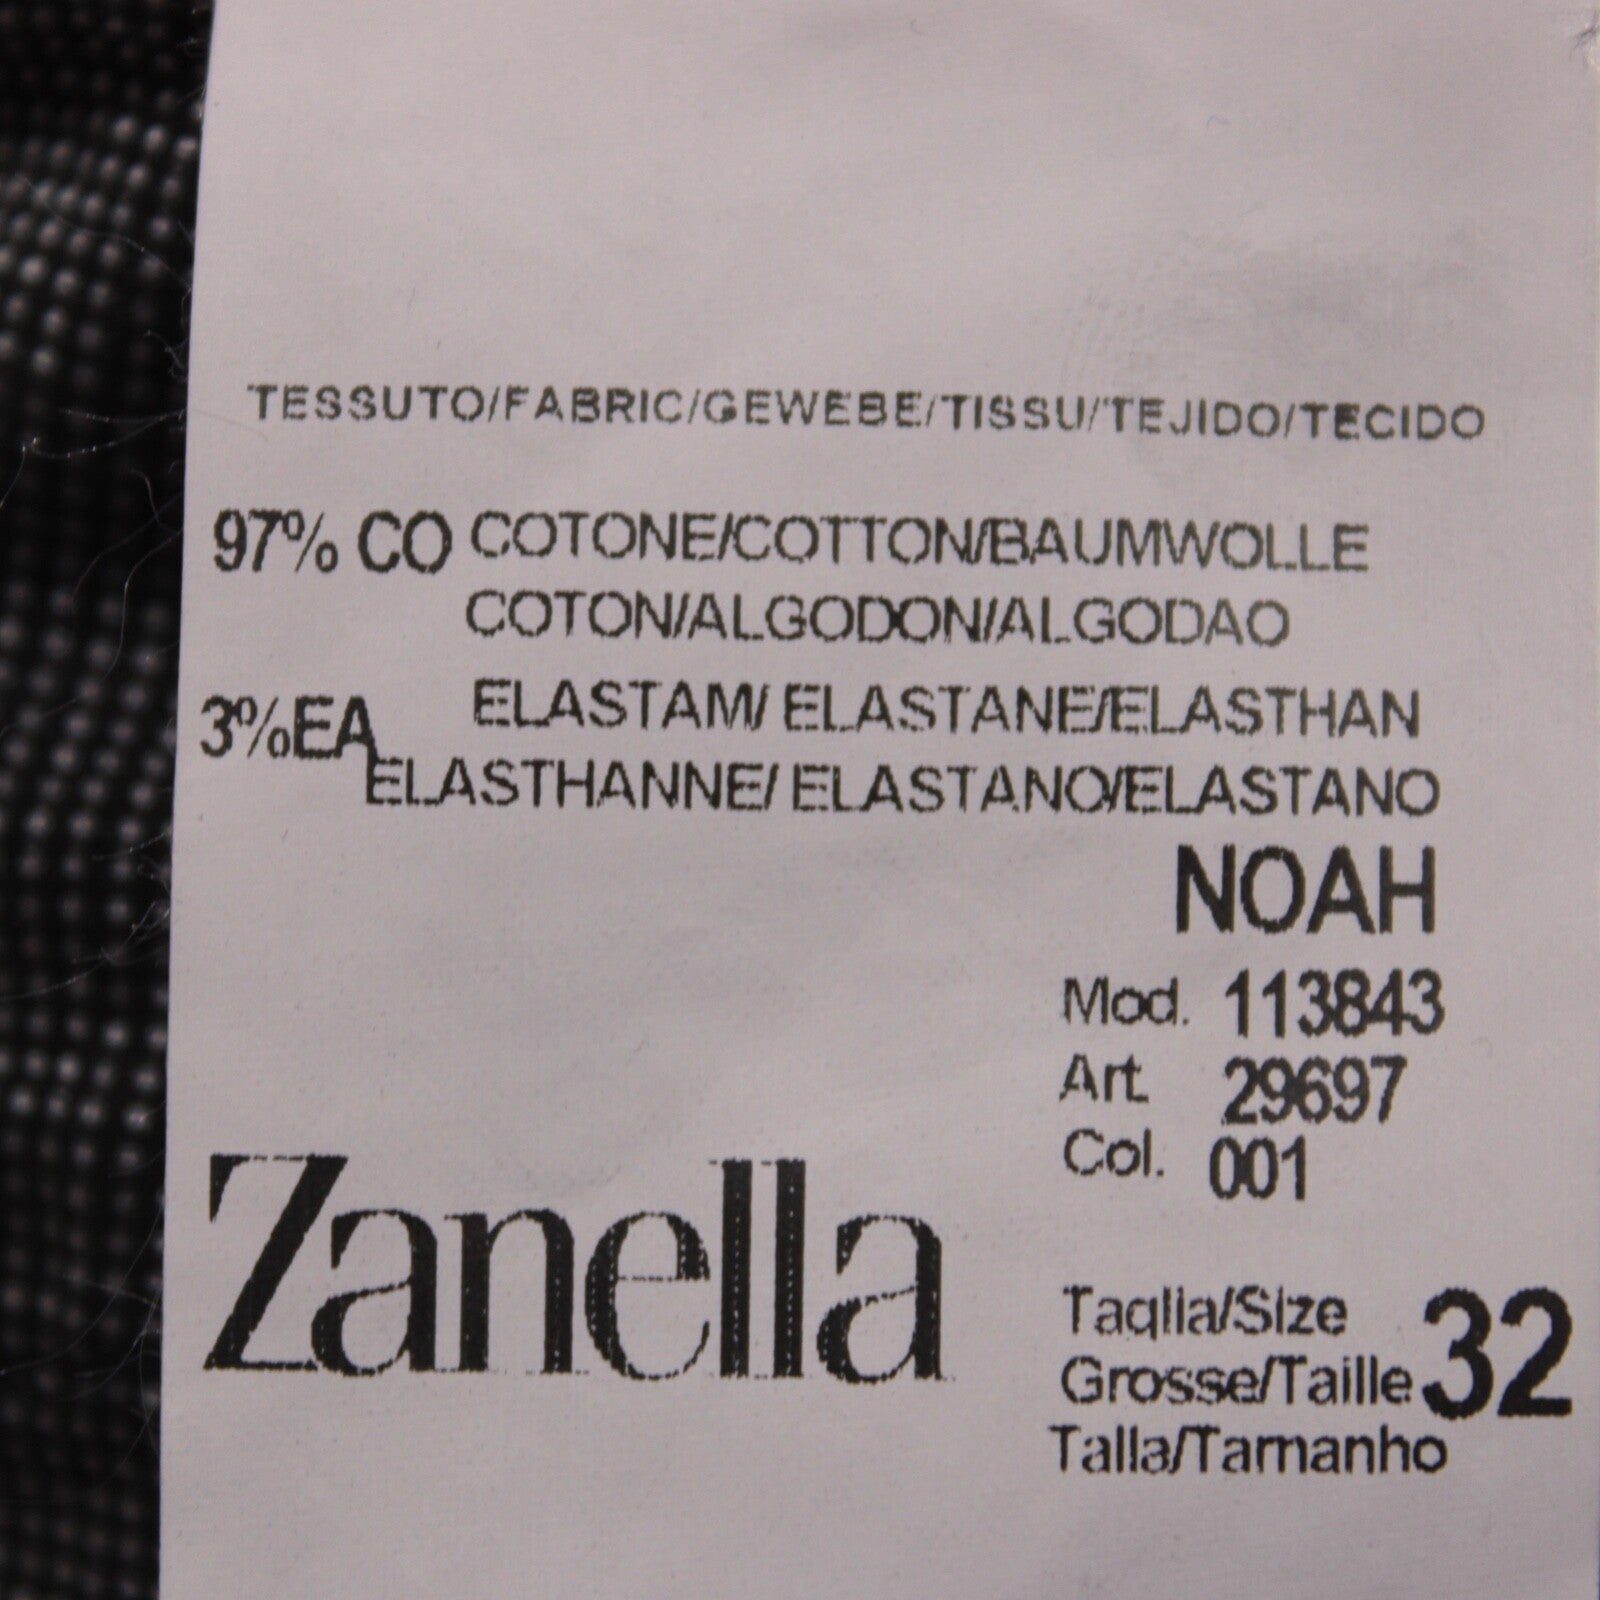 TESSUTO/FABRIC/GEWEBE/TISSU/TEJIDO/TECIDO
97% CO COTONE/COTTON/BAUMWOLLE
COTON/ALGODON/ALGODAO
3%EA ELASTAM/ ELASTANE/ELASTHAN
ELASTHANNE/ ELASTANO/ELASTANO
NOAH
Mod. 113843
Art. 29697
Col. 001
Zanella
Taglia/Size
Grosse/Taille 32
Talla/Tamanho